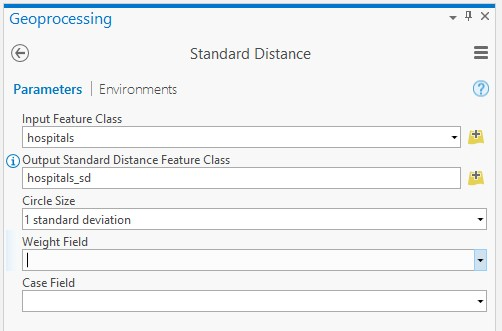 Geoprocessing
Standard Distance
Parameters | Environments
Input Feature Class
hospitals
Output Standard Distance Feature Class
hospitals_sd
Circle Size
1 standard deviation
Weight Field
Case Field